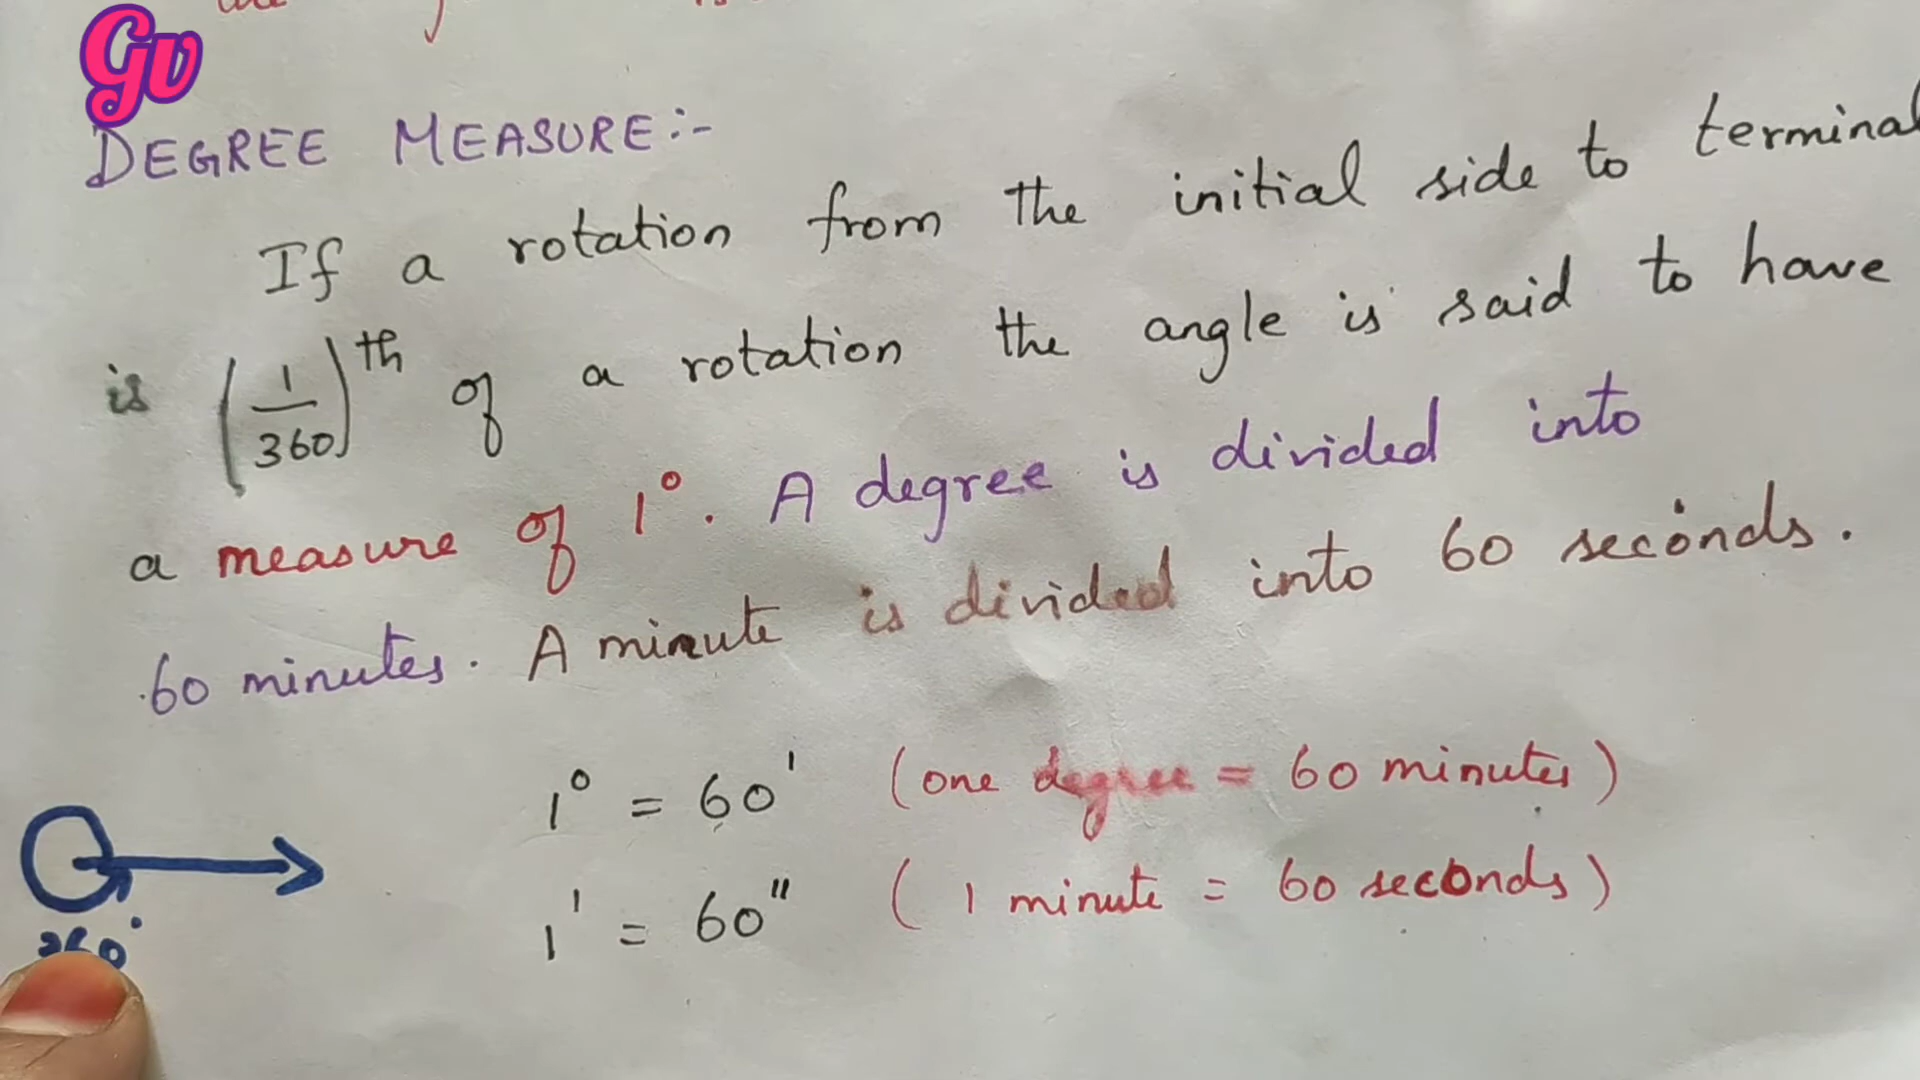 Gv
DEGREE MEASURE:-
If a rotation from the initial side to terminal
is (1/360)th of a rotation the angle is said to have
a measure of 1°. A degree is divided into
60 minutes. A minute is divided into 60 seconds.
1° = 60' (one degree = 60 minutes)
1' = 60" (1 minute = 60 seconds)
360°